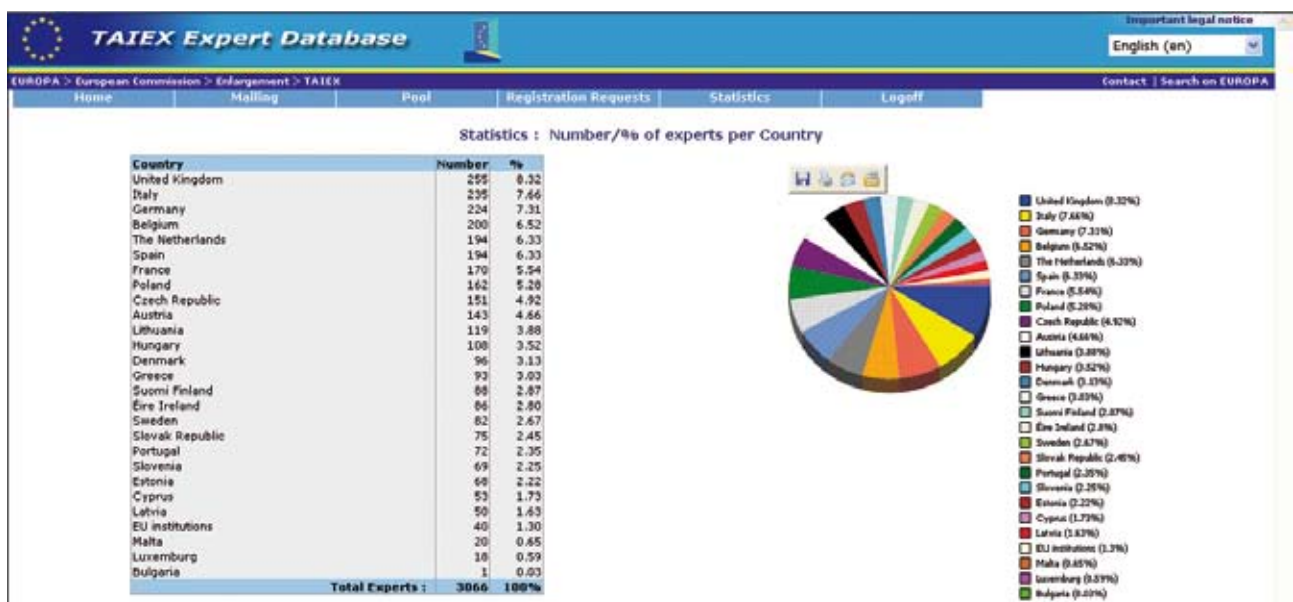 Important legal notice
TAIEX Expert Database
English (en)
EUROPA > European Commission > Enlargement > TAIEX
Contact | Search on EUROPA
Home Mailing Pool Registration Requests Statistics Logoff
Statistics : Number/% of experts per Country
Country Number %
United Kingdom 255 8.32
Italy 235 7.66
Germany 224 7.31
Belgium 200 6.52
The Netherlands 194 6.33
Spain 194 6.33
France 170 5.54
Poland 162 5.28
Czech Republic 151 4.92
Austria 143 4.66
Lithuania 119 3.88
Hungary 108 3.52
Denmark 96 3.13
Greece 93 3.03
Suomi Finland 88 2.87
Éire Ireland 86 2.80
Sweden 82 2.67
Slovak Republic 75 2.45
Portugal 72 2.35
Slovenia 69 2.25
Estonia 68 2.22
Cyprus 53 1.73
Latvia 50 1.63
EU institutions 40 1.30
Malta 20 0.65
Luxemburg 18 0.59
Bulgaria 1 0.03
Total Experts : 3066 100%
United Kingdom (8.32%)
Italy (7.66%)
Germany (7.31%)
Belgium (6.52%)
The Netherlands (6.33%)
Spain (6.33%)
France (5.54%)
Poland (5.28%)
Czech Republic (4.92%)
Austria (4.66%)
Lithuania (3.88%)
Hungary (3.52%)
Denmark (3.13%)
Greece (3.03%)
Suomi Finland (2.87%)
Éire Ireland (2.8%)
Sweden (2.67%)
Slovak Republic (2.45%)
Portugal (2.35%)
Slovenia (2.25%)
Estonia (2.22%)
Cyprus (1.73%)
Latvia (1.63%)
EU institutions (1.3%)
Malta (0.65%)
Luxemburg (0.59%)
Bulgaria (0.03%)